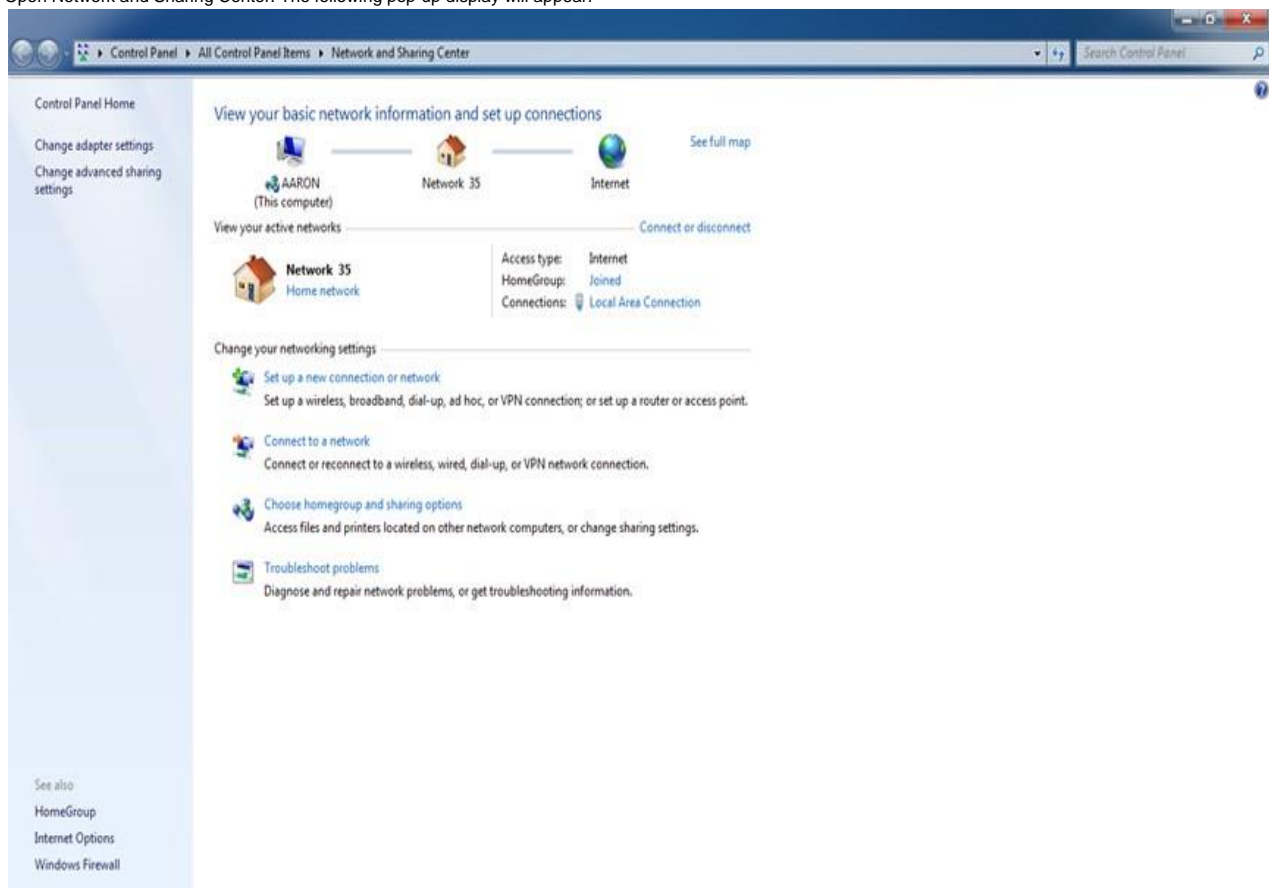 Open Network and Sharing Center. The following pop-up display will appear.
Control Panel ▸ All Control Panel Items ▸ Network and Sharing Center
Search Control Panel
Control Panel Home
Change adapter settings
Change advanced sharing
settings
View your basic network information and set up connections
See full map
AARON
(This computer)
Network 35
Internet
View your active networks
Connect or disconnect
Network 35
Home network
Access type: Internet
HomeGroup: Joined
Connections: Local Area Connection
Change your networking settings
Set up a new connection or network
Set up a wireless, broadband, dial-up, ad hoc, or VPN connection; or set up a router or access point.
Connect to a network
Connect or reconnect to a wireless, wired, dial-up, or VPN network connection.
Choose homegroup and sharing options
Access files and printers located on other network computers, or change sharing settings.
Troubleshoot problems
Diagnose and repair network problems, or get troubleshooting information.
See also
HomeGroup
Internet Options
Windows Firewall